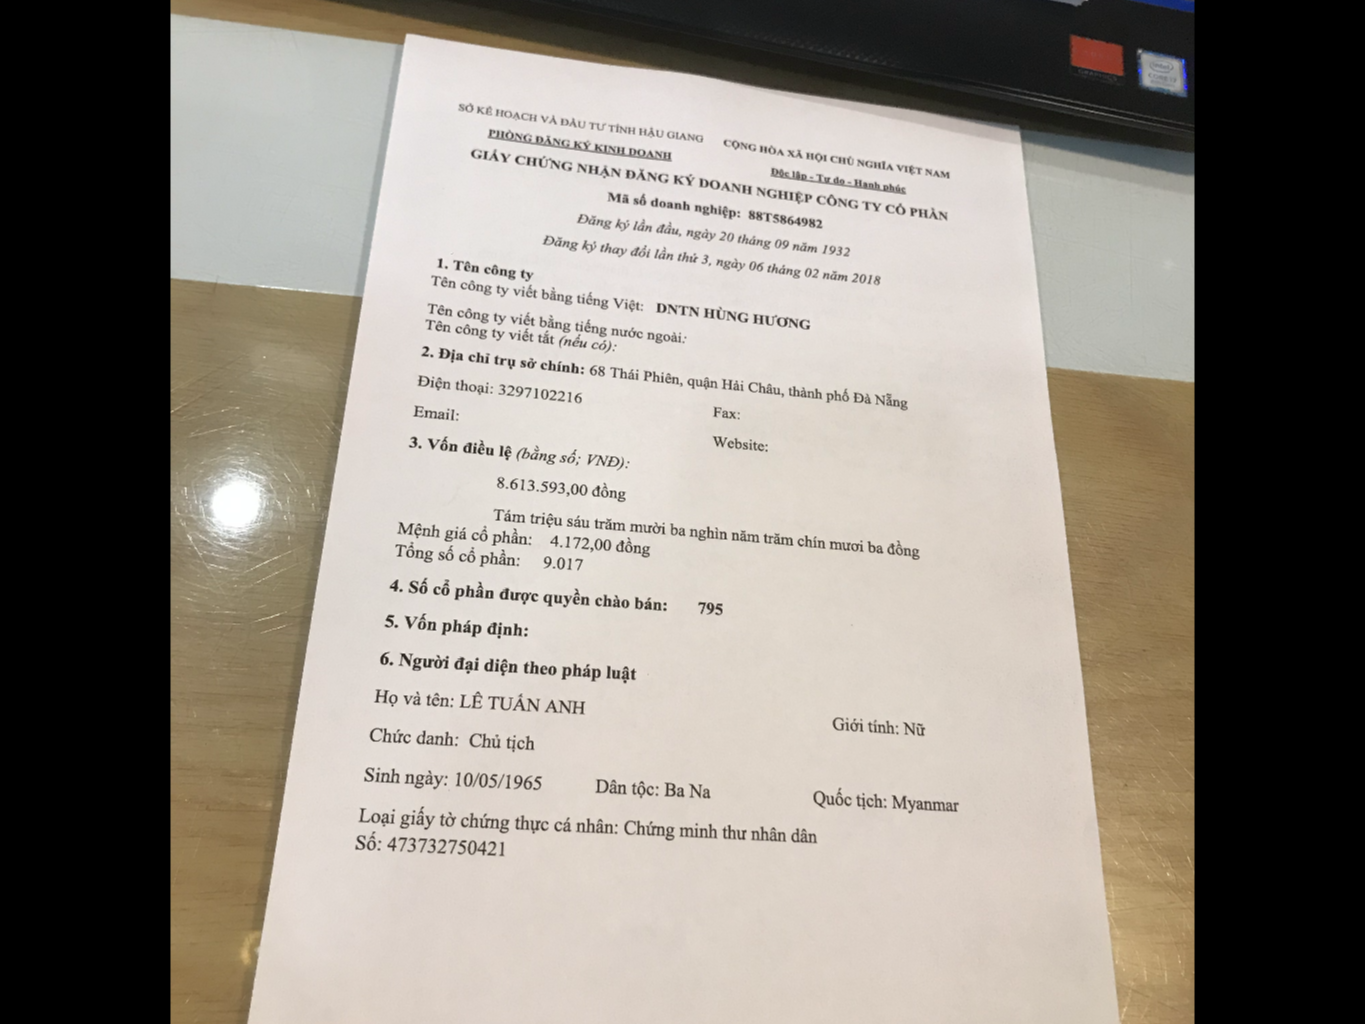 SỞ KẾ HOẠCH VÀ ĐẦU TƯ TỈNH HẬU GIANG CỘNG HÒA XÃ HỘI CHỦ NGHĨA VIỆT NAM
PHÒNG ĐĂNG KÝ KINH DOANH Độc lập - Tự do - Hạnh phúc
GIẤY CHỨNG NHẬN ĐĂNG KÝ DOANH NGHIỆP CÔNG TY CỔ PHẦN
Mã số doanh nghiệp: 88T5864982
Đăng ký lần đầu, ngày 20 tháng 09 năm 1932
Đăng ký thay đổi lần thứ 3, ngày 06 tháng 02 năm 2018
1. Tên công ty
Tên công ty viết bằng tiếng Việt: DNTN HÙNG HƯƠNG
Tên công ty viết bằng tiếng nước ngoài:
Tên công ty viết tắt (nếu có):
2. Địa chỉ trụ sở chính: 68 Thái Phiên, quận Hải Châu, thành phố Đà Nẵng
Điện thoại: 3297102216 Fax:
Email: Website:
3. Vốn điều lệ (bằng số; VNĐ):
8.613.593,00 đồng
Tám triệu sáu trăm mười ba nghìn năm trăm chín mươi ba đồng
Mệnh giá cổ phần: 4.172,00 đồng
Tổng số cổ phần: 9.017
4. Số cổ phần được quyền chào bán: 795
5. Vốn pháp định:
6. Người đại diện theo pháp luật
Họ và tên: LÊ TUẤN ANH Giới tính: Nữ
Chức danh: Chủ tịch
Sinh ngày: 10/05/1965 Dân tộc: Ba Na Quốc tịch: Myanmar
Loại giấy tờ chứng thực cá nhân: Chứng minh thư nhân dân
Số: 473732750421